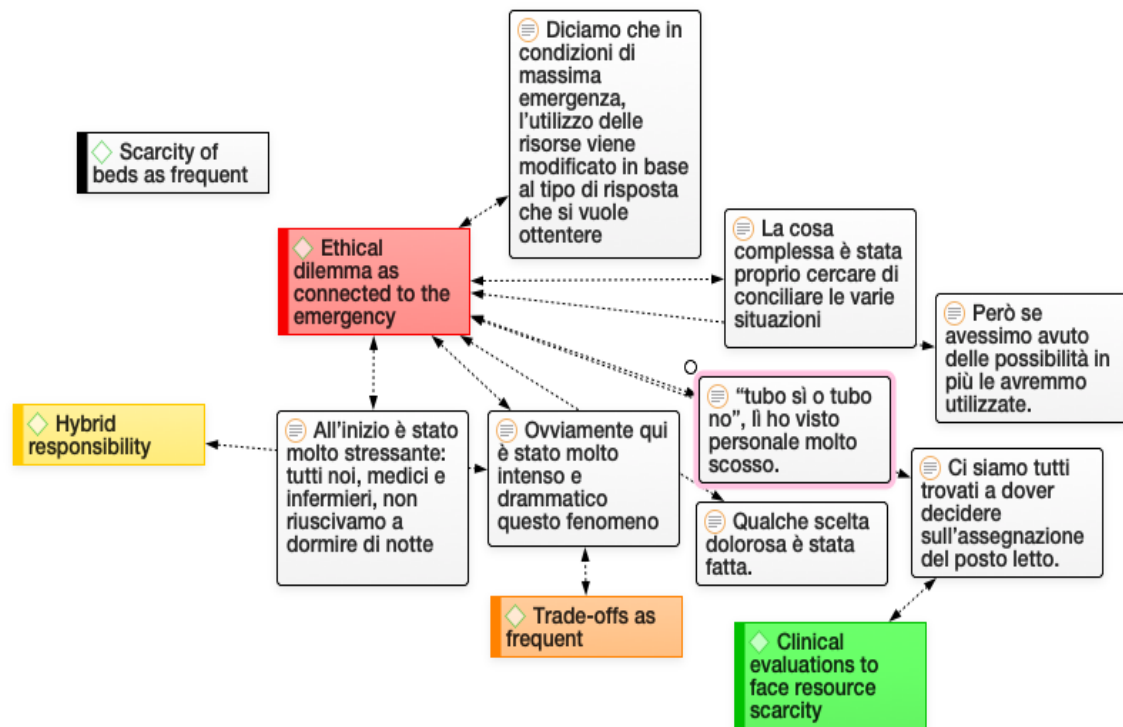 Diciamo che in
condizioni di
massima
emergenza,
l'utilizzo delle
risorse viene
modificato in base
al tipo di risposta
che si vuole
ottentere
Scarcity of
beds as frequent
Ethical
dilemma as
connected to the
emergency
La cosa
complessa è stata
proprio cercare di
conciliare le varie
situazioni
Però se
avessimo avuto
delle possibilità in
più le avremmo
utilizzate.
Hybrid
responsibility
All'inizio è stato
molto stressante:
tutti noi, medici e
infermieri, non
riuscivamo a
dormire di notte
Ovviamente qui
è stato molto
intenso e
drammatico
questo fenomeno
"tubo sì o tubo
no", lì ho visto
personale molto
scosso.
Qualche scelta
dolorosa è stata
fatta.
Ci siamo tutti
trovati a dover
decidere
sull'assegnazione
del posto letto.
Trade-offs as
frequent
Clinical
evaluations to
face resource
scarcity